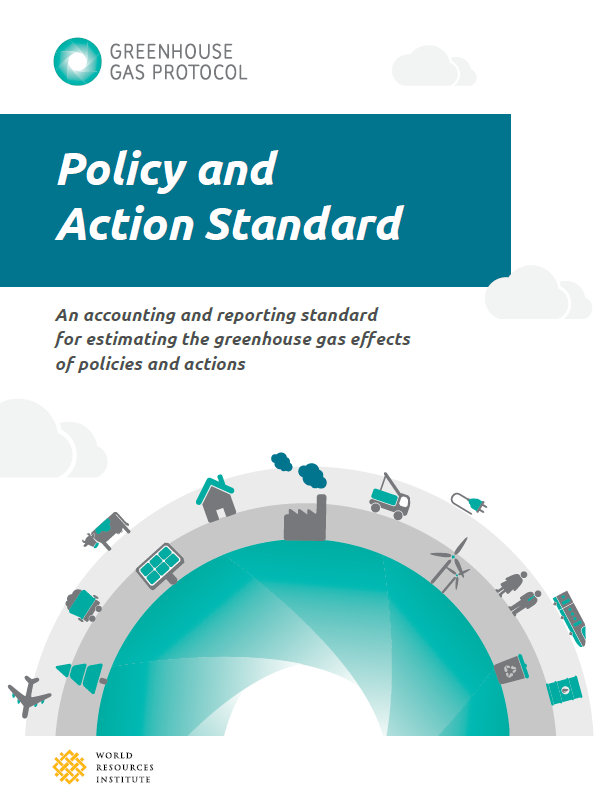 GREENHOUSE
GAS PROTOCOL
Policy and
Action Standard
An accounting and reporting standard
for estimating the greenhouse gas effects
of policies and actions
WORLD
RESOURCES
INSTITUTE